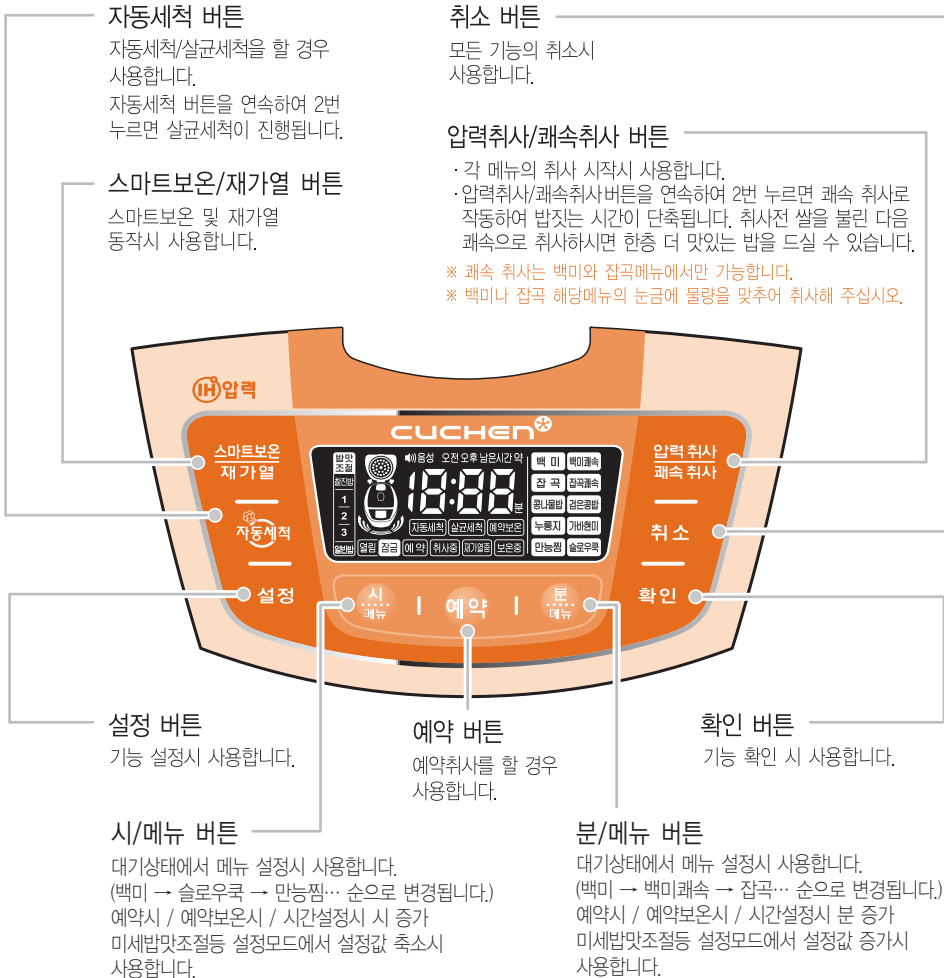 자동세척 버튼
자동세척/살균세척을 할 경우
사용합니다.
자동세척 버튼을 연속하여 2번
누르면 살균세척이 진행됩니다.
스마트보온/재가열 버튼
스마트보온 및 재가열
동작시 사용합니다.
취소 버튼
모든 기능의 취소시
사용합니다.
압력취사/쾌속취사 버튼
· 각 메뉴의 취사 시작시 사용합니다.
· 압력취사/쾌속취사버튼을 연속하여 2번 누르면 쾌속 취사로
작동하여 밥짓는 시간이 단축됩니다. 취사전 쌀을 불린 다음
쾌속으로 취사하시면 한층 더 맛있는 밥을 드실 수 있습니다.
※ 쾌속 취사는 백미와 잡곡메뉴에서만 가능합니다.
※ 백미나 잡곡 해당메뉴의 눈금에 물량을 맞추어 취사해 주십시오.
IH압력
CUCHEN
스마트보온
재가열
자동세척
설정
밥맛
조절
찰진밥
1
2
3
일반밥
음성 오전 오후 남은시간 약
18:88
분
자동세척 살균세척 예약보온
열림 잠금 예약 취사중 재가열중 보온중
백미 백미쾌속
잡곡 잡곡쾌속
콩나물밥 검은콩밥
누룽지 가바현미
만능찜 슬로우쿡
압력취사
쾌속취사
취소
확인
시
메뉴
예약
분
메뉴
설정 버튼
기능 설정시 사용합니다.
예약 버튼
예약취사를 할 경우
사용합니다.
확인 버튼
기능 확인 시 사용합니다.
시/메뉴 버튼
대기상태에서 메뉴 설정시 사용합니다.
(백미 → 슬로우쿡 → 만능찜… 순으로 변경됩니다.)
예약시 / 예약보온시 / 시간설정시 시 증가
미세밥맛조절등 설정모드에서 설정값 축소시
사용합니다.
분/메뉴 버튼
대기상태에서 메뉴 설정시 사용합니다.
(백미 → 백미쾌속 → 잡곡… 순으로 변경됩니다.)
예약시 / 예약보온시 / 시간설정시 분 증가
미세밥맛조절등 설정모드에서 설정값 증가시
사용합니다.